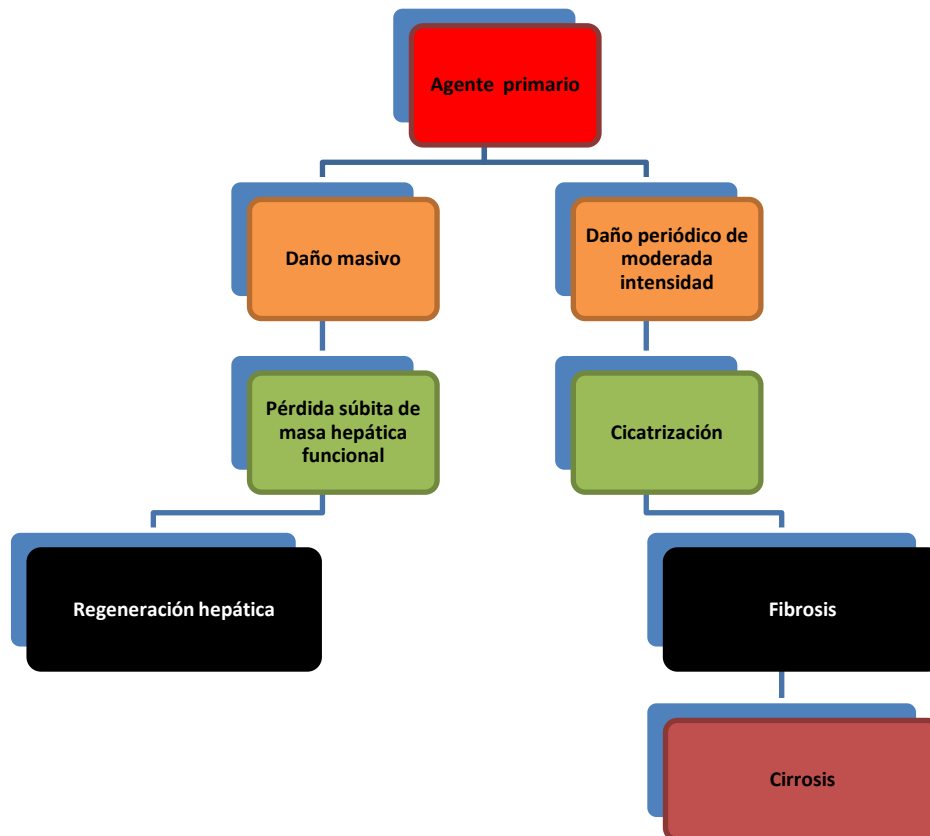 Agente primario
Daño masivo
Daño periódico de
moderada
intensidad
Pérdida súbita de
masa hepática
funcional
Cicatrización
Regeneración hepática
Fibrosis
Cirrosis